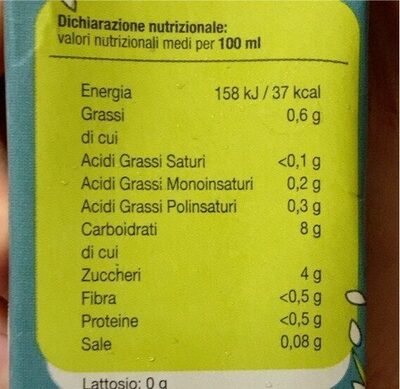 Dichiarazione nutrizionale:
valori nutrizionali medi per 100 ml
Energia 158 kJ / 37 kcal
Grassi 0,6 g
di cui
Acidi Grassi Saturi <0,1 g
Acidi Grassi Monoinsaturi 0,2 g
Acidi Grassi Polinsaturi 0,3 g
Carboidrati 8 g
di cui
Zuccheri 4 g
Fibra <0,5 g
Proteine <0,5 g
Sale 0,08 g
Lattosio: 0 g